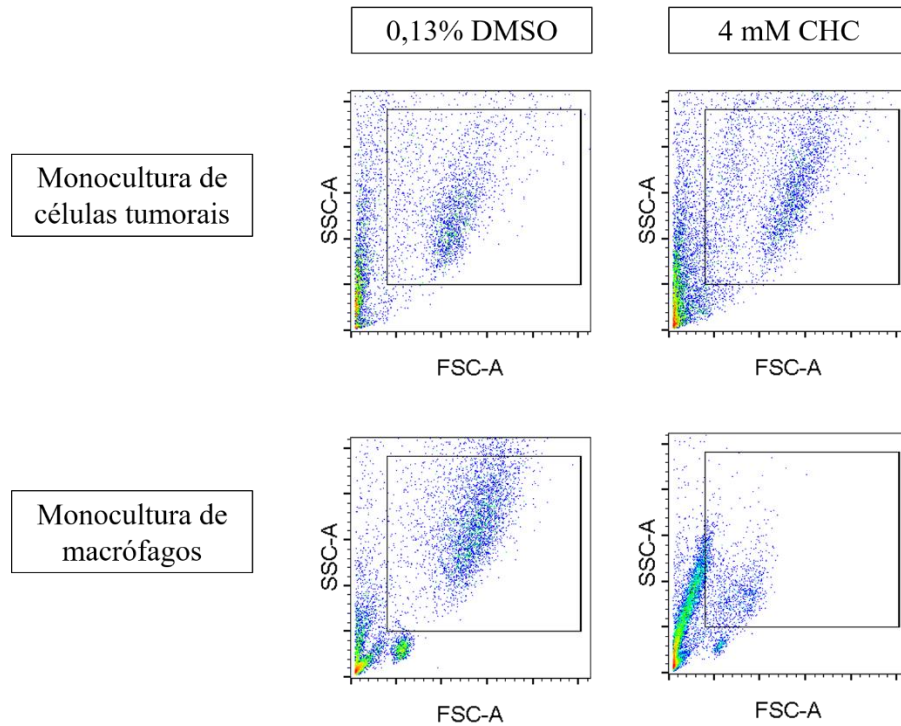 0,13% DMSO
4 mM CHC
Monocultura de
células tumorais
SSC-A
FSC-A
SSC-A
FSC-A
Monocultura de
macrófagos
SSC-A
FSC-A
SSC-A
FSC-A